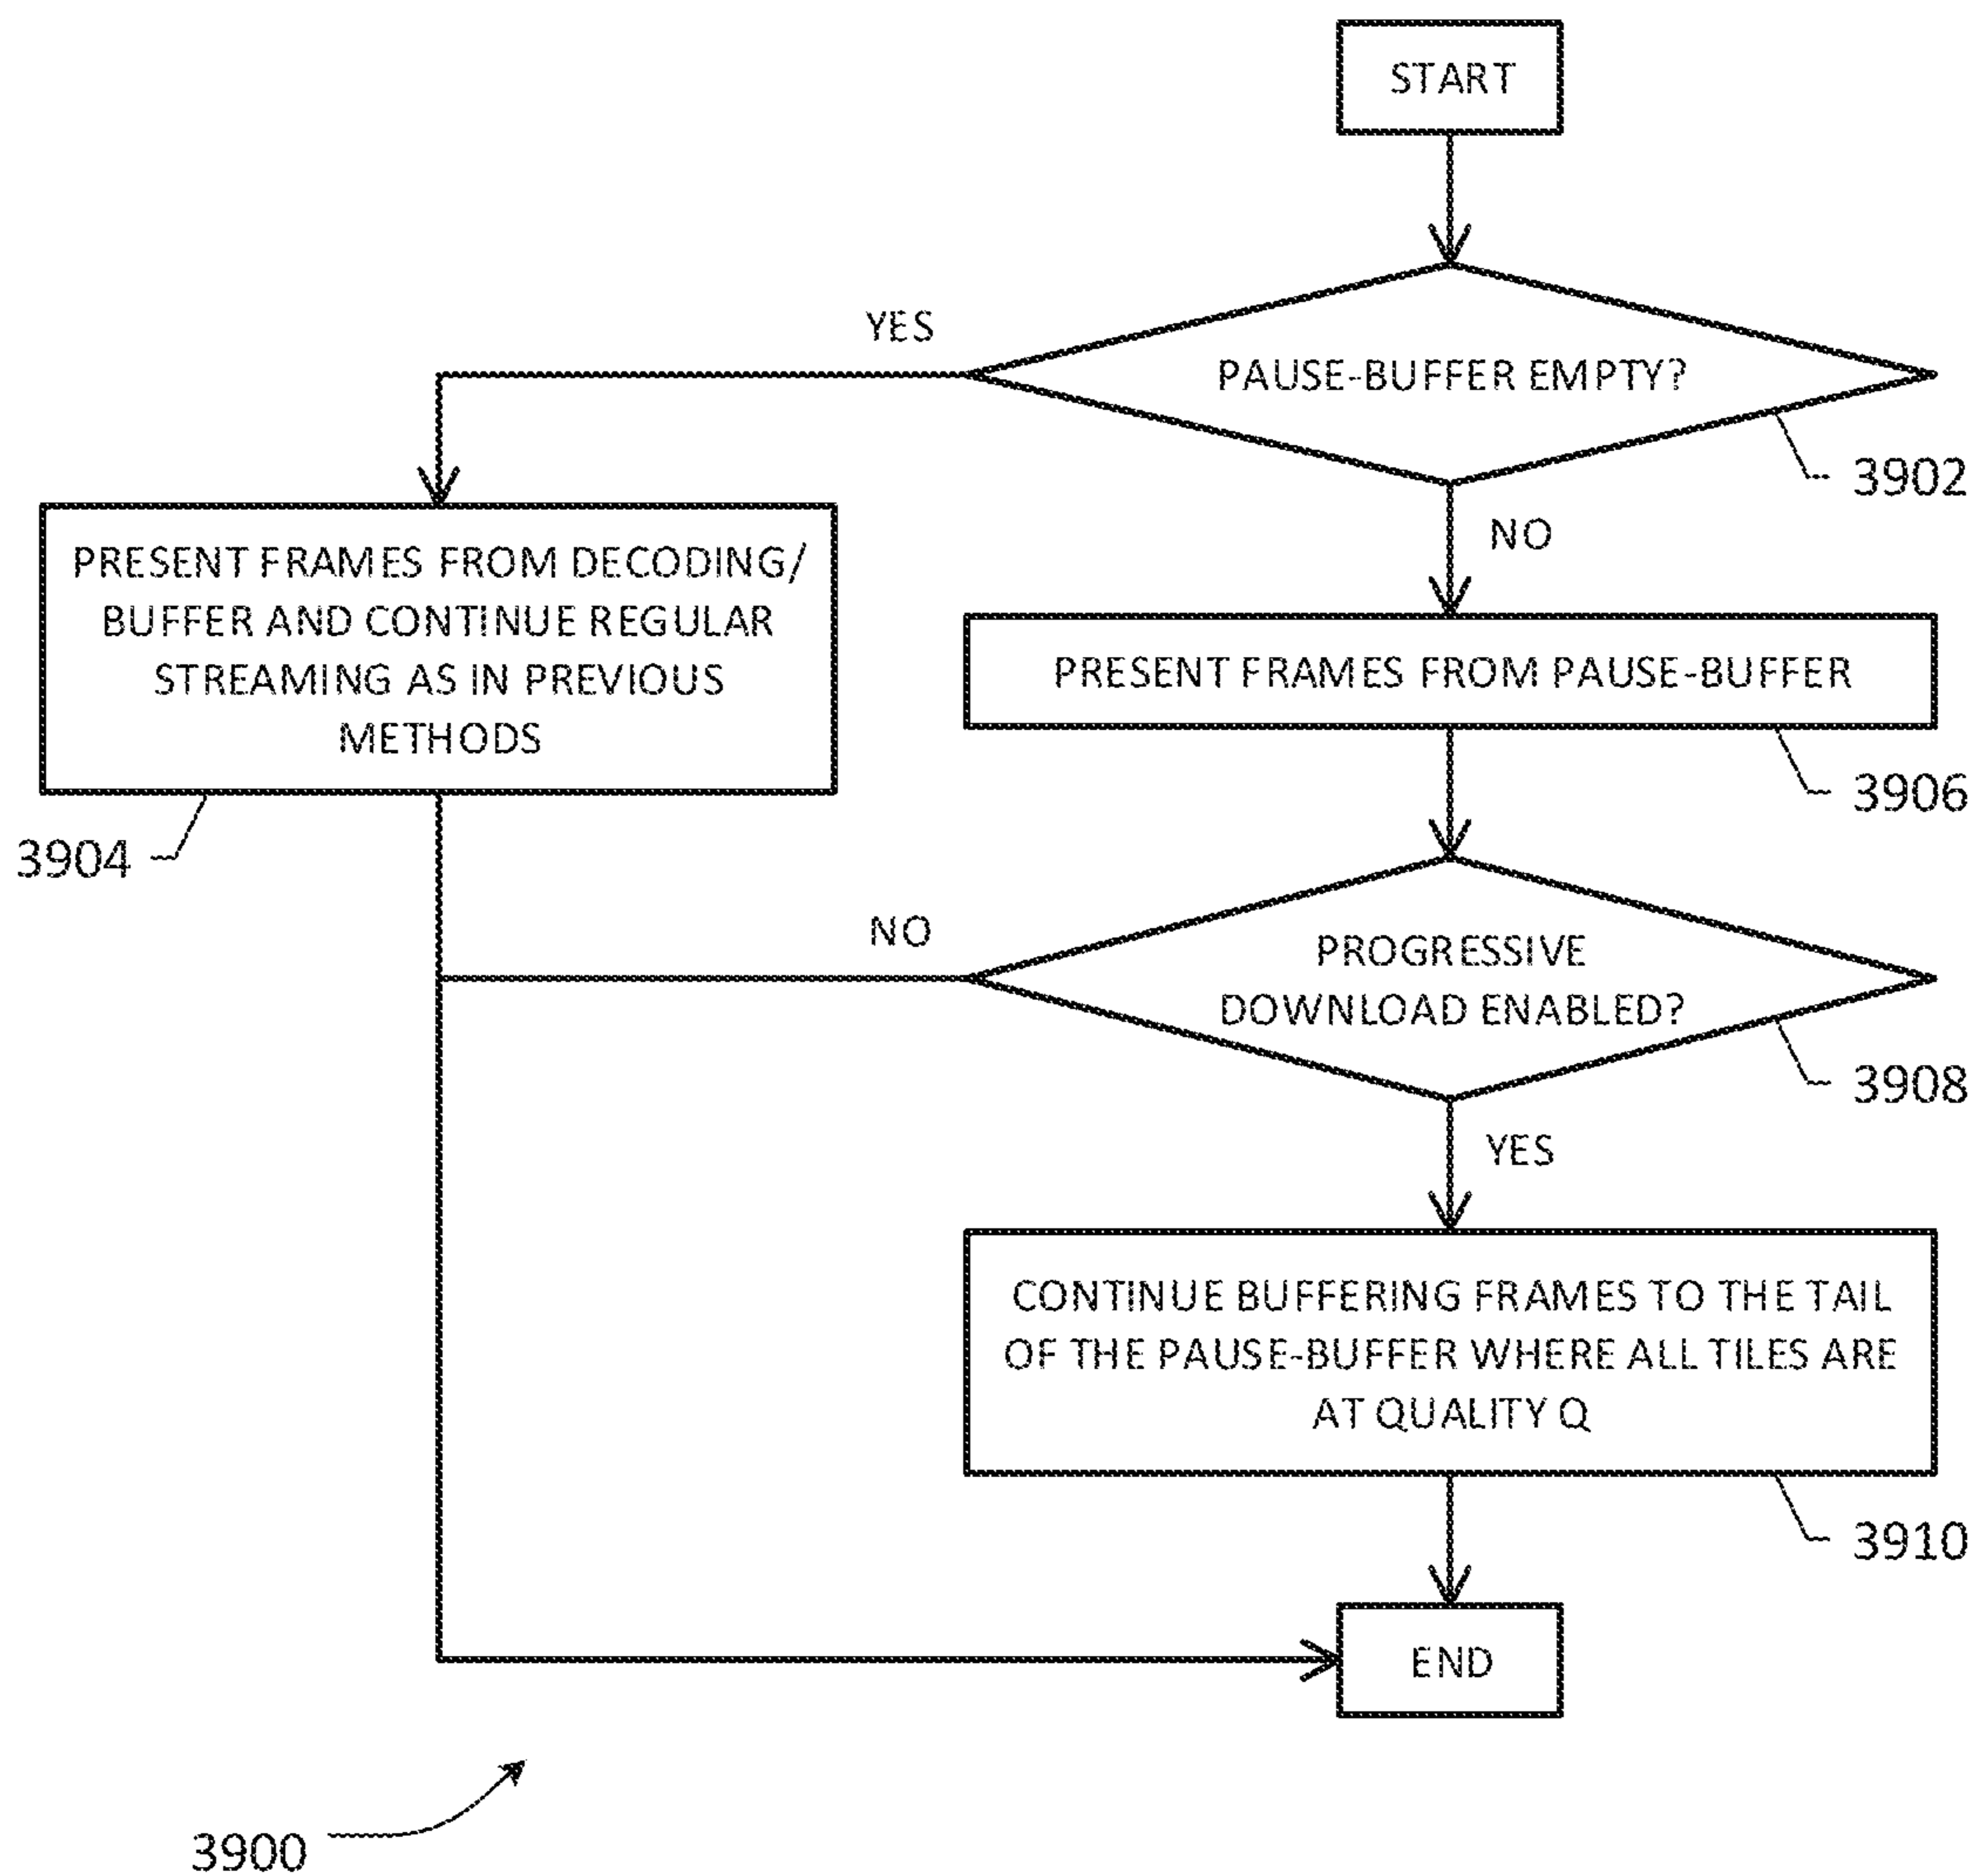 START
YES
PAUSE-BUFFER EMPTY?
3902
NO
PRESENT FRAMES FROM DECODING/
BUFFER AND CONTINUE REGULAR
STREAMING AS IN PREVIOUS
METHODS
3904
PRESENT FRAMES FROM PAUSE-BUFFER
3906
NO
PROGRESSIVE
DOWNLOAD ENABLED?
3908
YES
CONTINUE BUFFERING FRAMES TO THE TAIL
OF THE PAUSE-BUFFER WHERE ALL TILES ARE
AT QUALITY Q
3910
END
3900